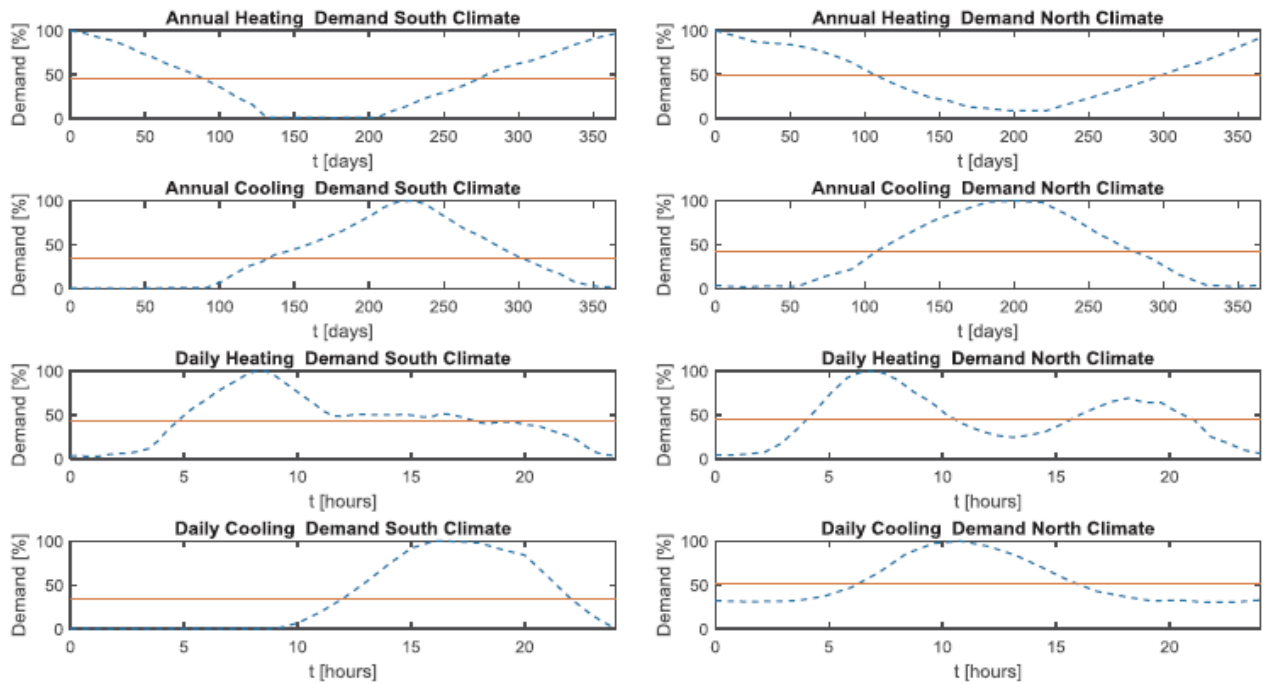 Annual Heating  Demand South Climate
Demand [%]
100
50
0
0 50 100 150 200 250 300 350
t [days]
Annual Heating  Demand North Climate
Demand [%]
100
50
0
0 50 100 150 200 250 300 350
t [days]
Annual Cooling  Demand South Climate
Demand [%]
100
50
0
0 50 100 150 200 250 300 350
t [days]
Annual Cooling  Demand North Climate
Demand [%]
100
50
0
0 50 100 150 200 250 300 350
t [days]
Daily Heating  Demand South Climate
Demand [%]
100
50
0
0 5 10 15 20
t [hours]
Daily Heating  Demand North Climate
Demand [%]
100
50
0
0 5 10 15 20
t [hours]
Daily Cooling  Demand South Climate
Demand [%]
100
50
0
0 5 10 15 20
t [hours]
Daily Cooling  Demand North Climate
Demand [%]
100
50
0
0 5 10 15 20
t [hours]